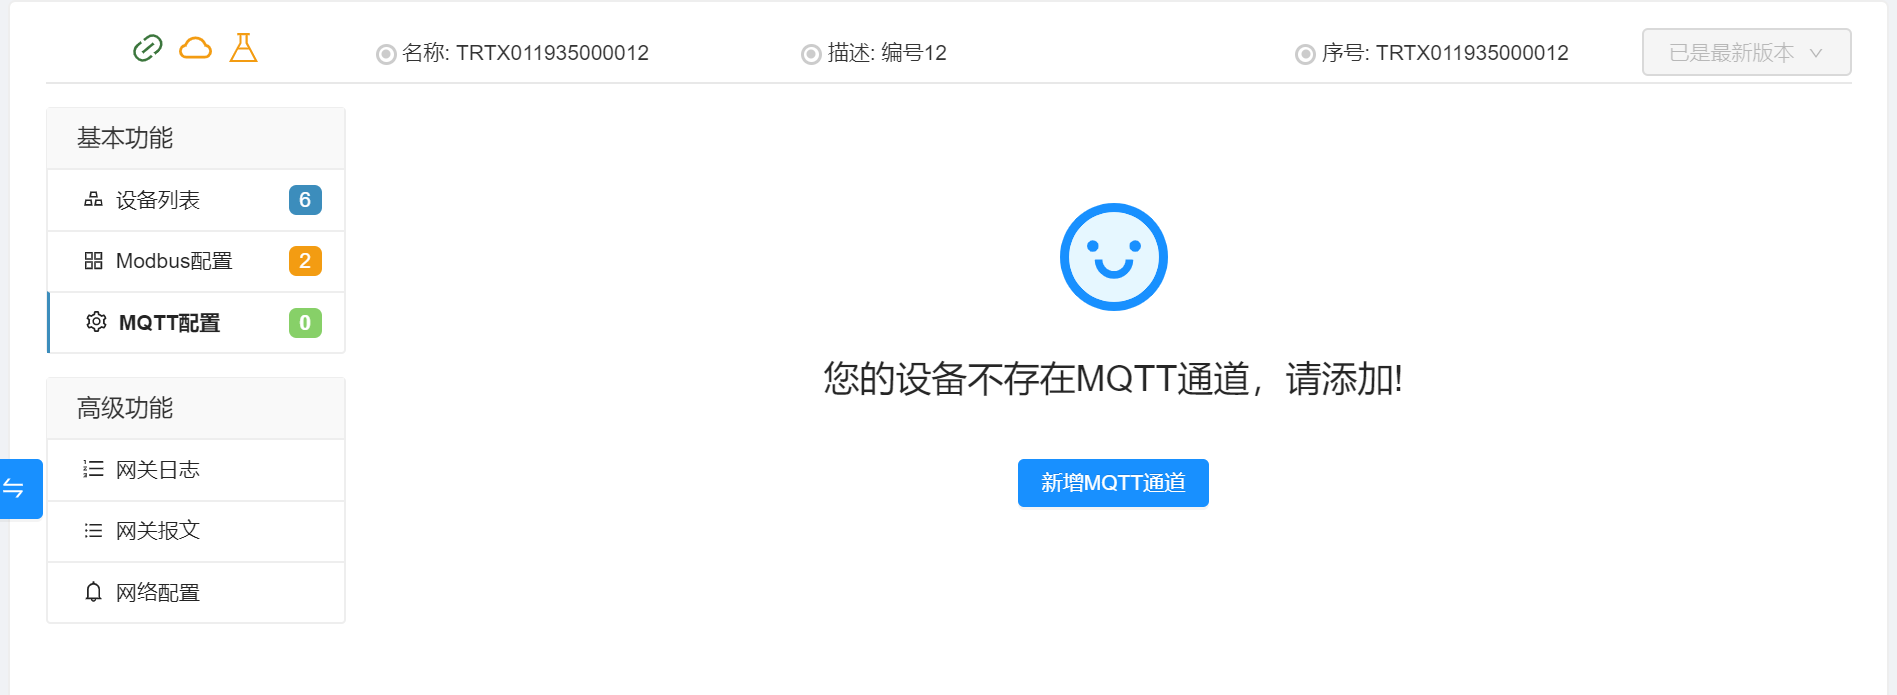 名称: TRTX011935000012
描述: 编号12
序号: TRTX011935000012
已是最新版本
基本功能
设备列表 6
Modbus配置 2
MQTT配置 0
高级功能
网关日志
网关报文
网络配置
您的设备不存在MQTT通道，请添加!
新增MQTT通道